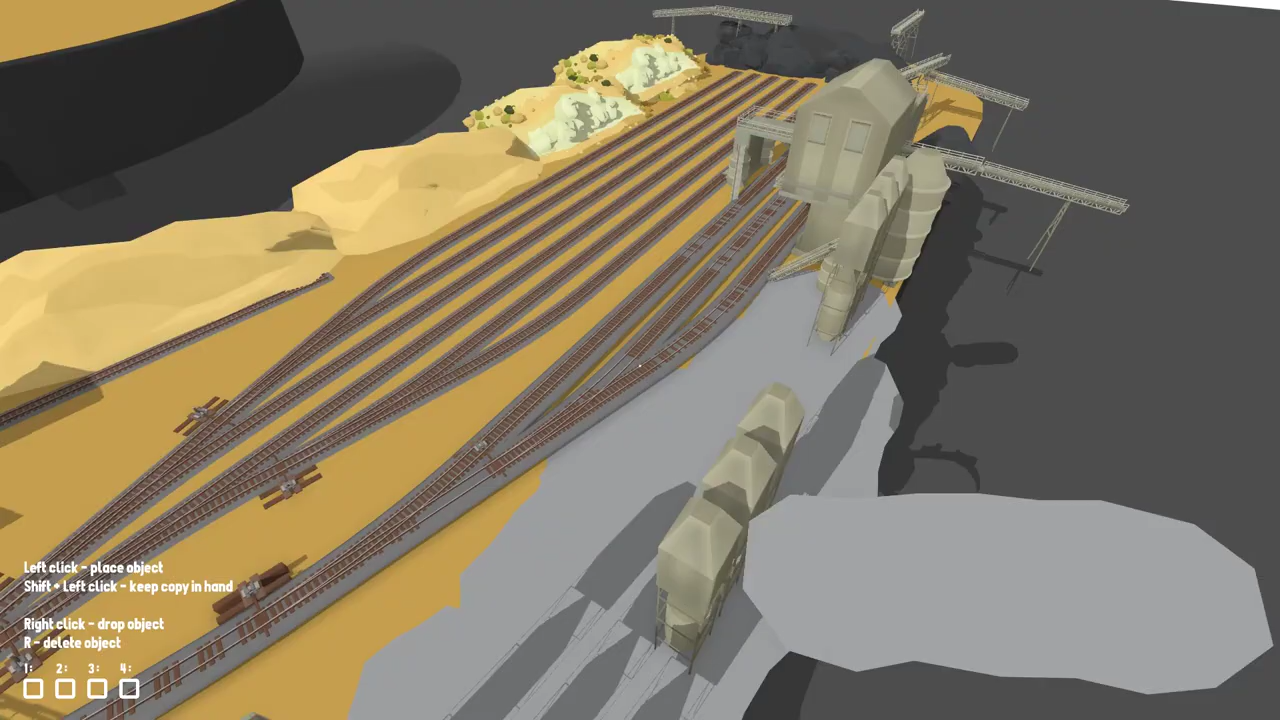 Left click - place object
Shift + Left click - keep copy in hand
Right click - drop object
R - delete object
1: 2: 3: 4: